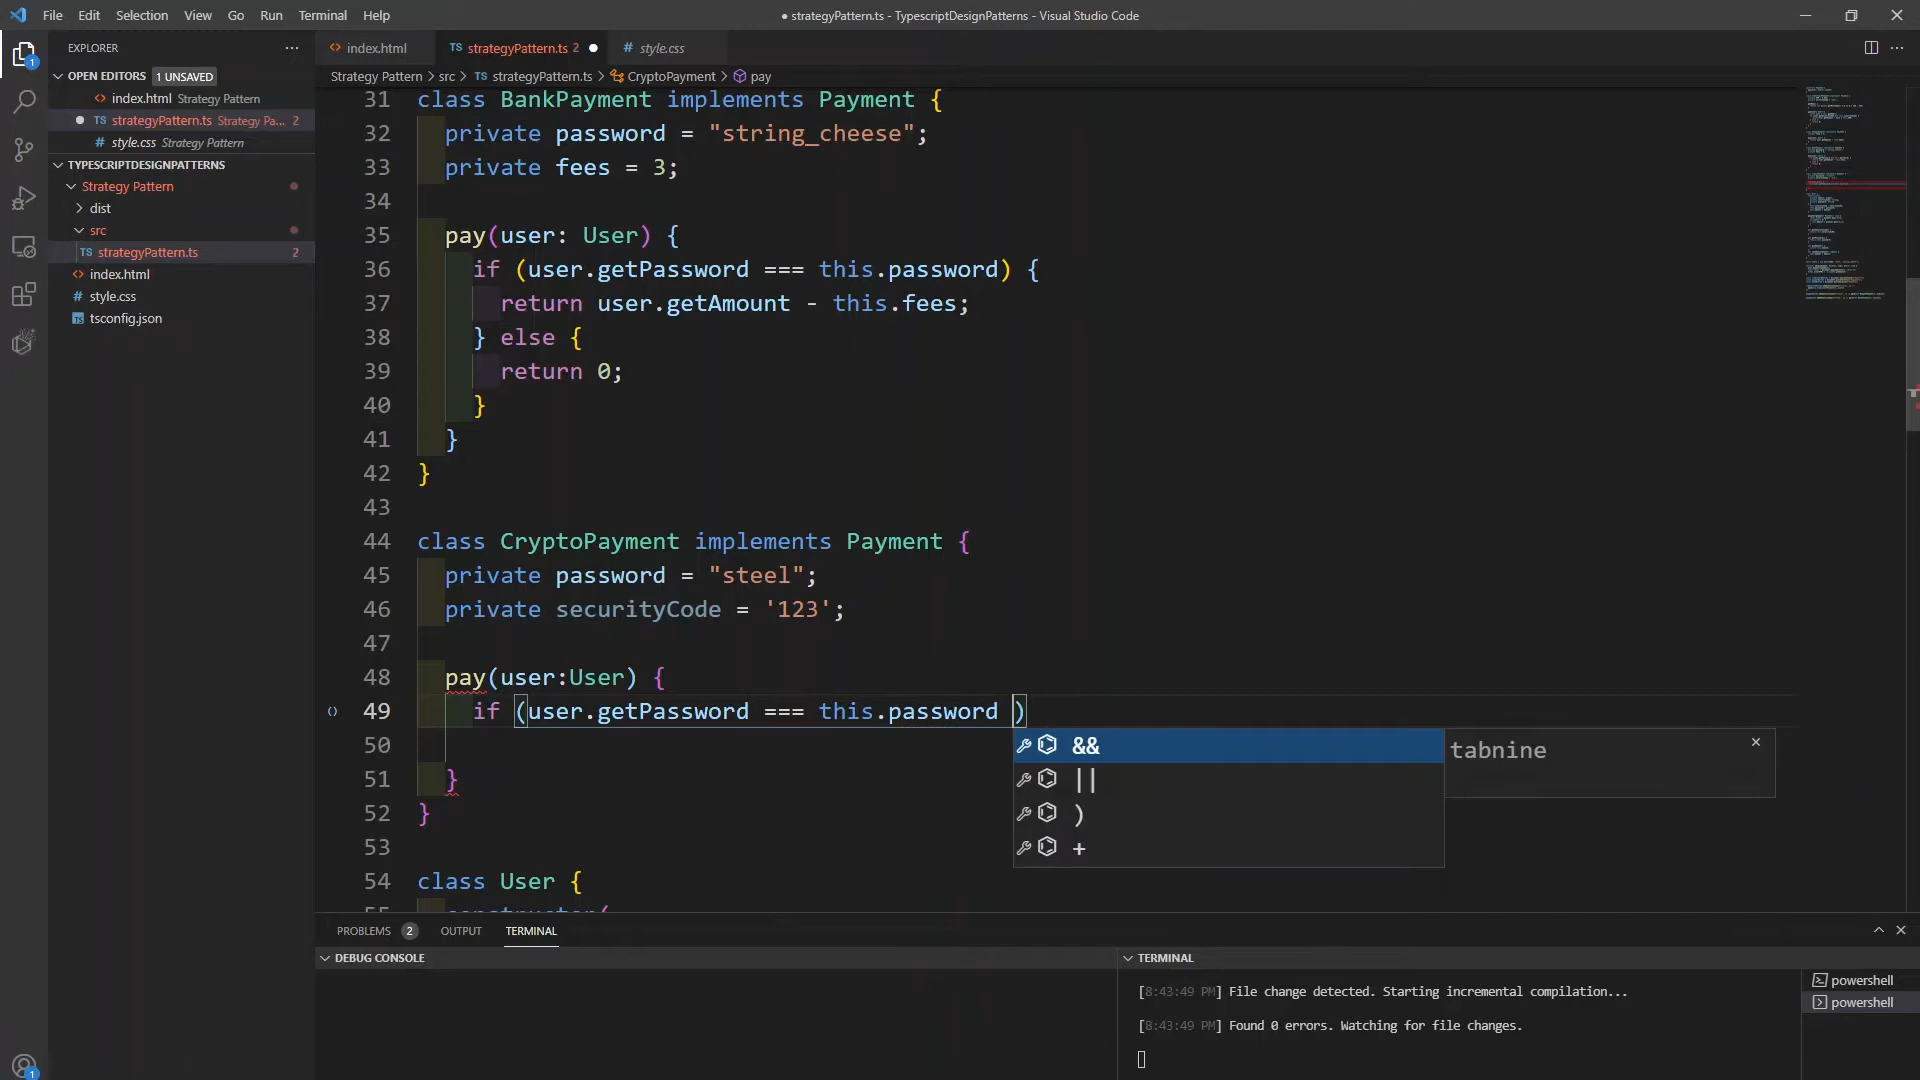 File Edit Selection View Go Run Terminal Help
● strategyPattern.ts - TypescriptDesignPatterns - Visual Studio Code
EXPLORER
OPEN EDITORS 1 UNSAVED
index.html Strategy Pattern
strategyPattern.ts Strategy Pa... 2
style.css Strategy Pattern
TYPESCRIPTDESIGNPATTERNS
Strategy Pattern
dist
src
TS strategyPattern.ts 2
index.html
# style.css
tsconfig.json
index.html
TS strategyPattern.ts 2
# style.css
Strategy Pattern > src > TS strategyPattern.ts > CryptoPayment > pay
31 class BankPayment implements Payment {
32 private password = "string_cheese";
33 private fees = 3;
34
35 pay(user: User) {
36 if (user.getPassword === this.password) {
37 return user.getAmount - this.fees;
38 } else {
39 return 0;
40 }
41 }
42 }
43
44 class CryptoPayment implements Payment {
45 private password = "steel";
46 private securityCode = '123';
47
48 pay(user:User) {
49 if (user.getPassword === this.password )
50
51 }
52 }
53
54 class User {
&&
||
)
+
tabnine
PROBLEMS 2 OUTPUT TERMINAL
DEBUG CONSOLE
TERMINAL
[8:43:49 PM] File change detected. Starting incremental compilation...
[8:43:49 PM] Found 0 errors. Watching for file changes.
powershell
powershell
1
1